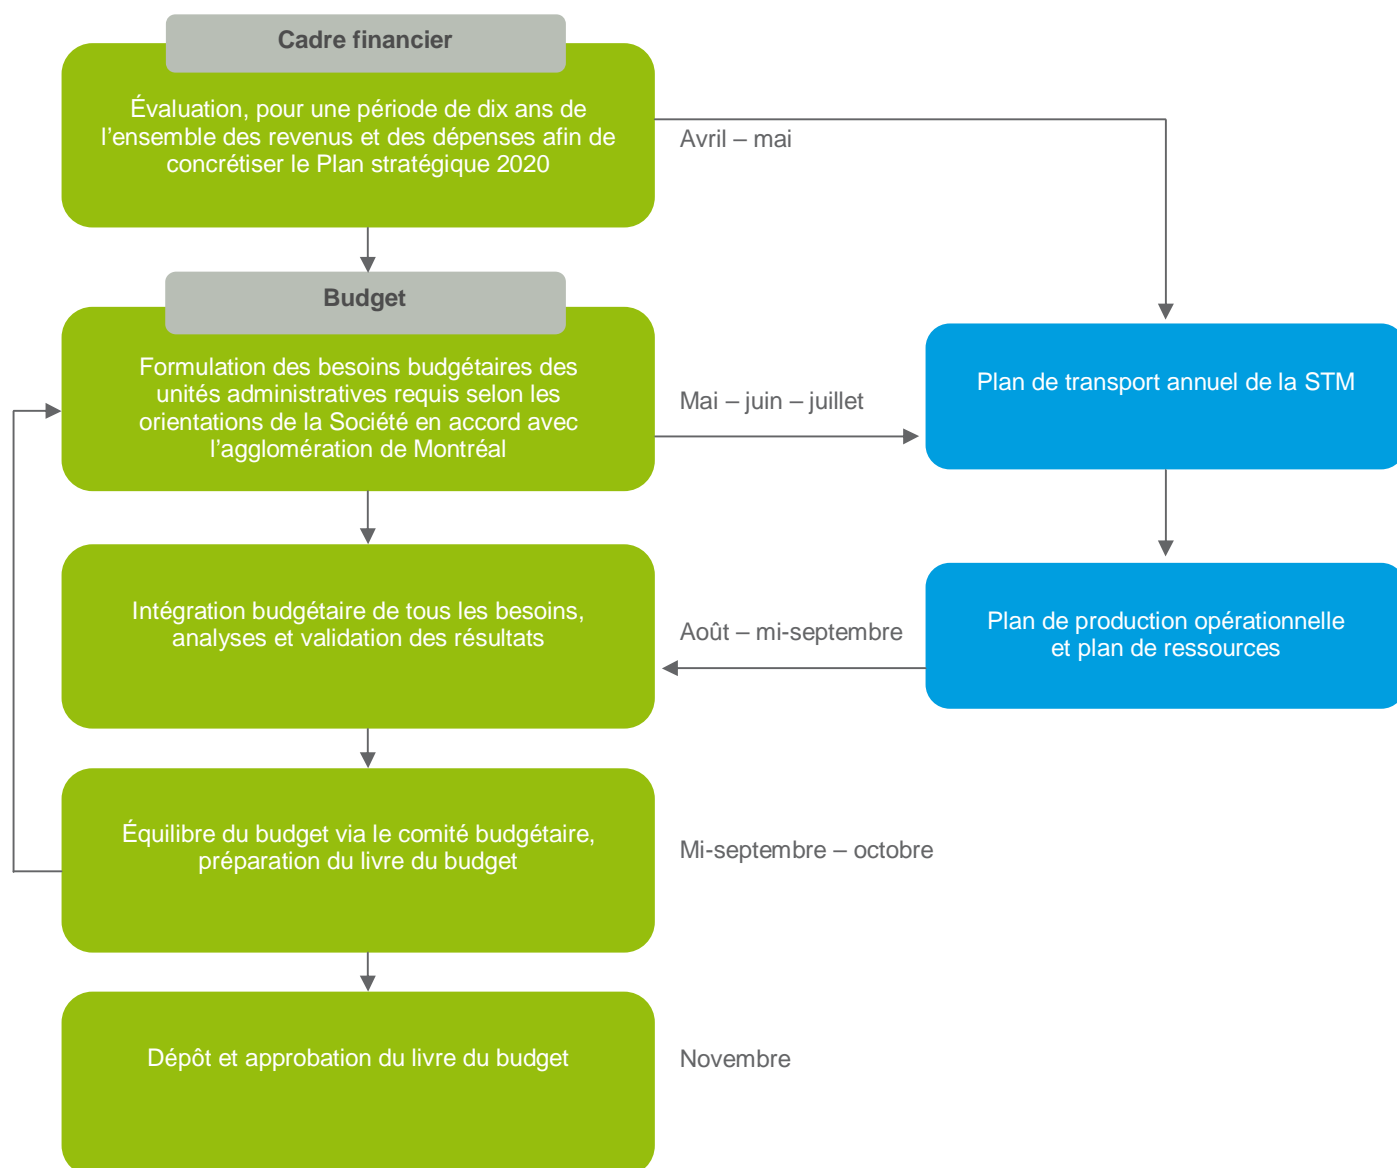 Cadre financier
Évaluation, pour une période de dix ans de
l'ensemble des revenus et des dépenses afin de
concrétiser le Plan stratégique 2020
Avril – mai
Budget
Formulation des besoins budgétaires des
unités administratives requis selon les
orientations de la Société en accord avec
l'agglomération de Montréal
Mai – juin – juillet
Plan de transport annuel de la STM
Intégration budgétaire de tous les besoins,
analyses et validation des résultats
Août – mi-septembre
Plan de production opérationnelle
et plan de ressources
Équilibre du budget via le comité budgétaire,
préparation du livre du budget
Mi-septembre – octobre
Dépôt et approbation du livre du budget
Novembre